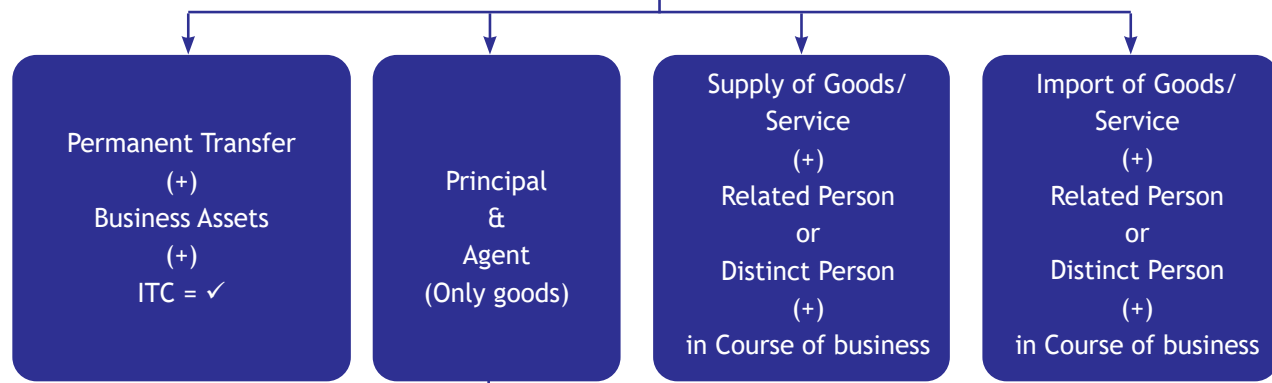 Permanent Transfer
(+)
Business Assets
(+)
ITC = ✓
Principal
&
Agent
(Only goods)
Supply of Goods/
Service
(+)
Related Person
or
Distinct Person
(+)
in Course of business
Import of Goods/
Service
(+)
Related Person
or
Distinct Person
(+)
in Course of business